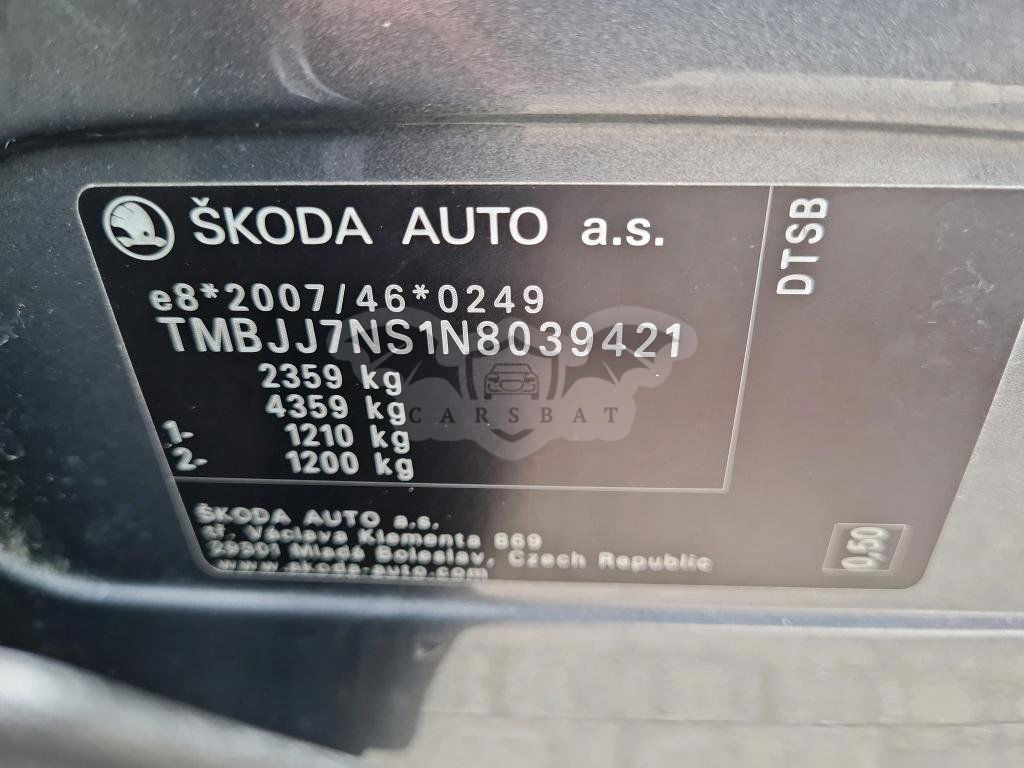 ŠKODA AUTO a.s.
e8*2007/46*0249
TMBJJ7NS1N8039421
2359 kg
4359 kg
1- 1210 kg
2- 1200 kg
ŠKODA AUTO a.s.
tř. Václava Klementa 869
29301 Mladá Boleslav, Czech Republic
www.skoda-auto.com
DTSB
0,50
CARSBAT